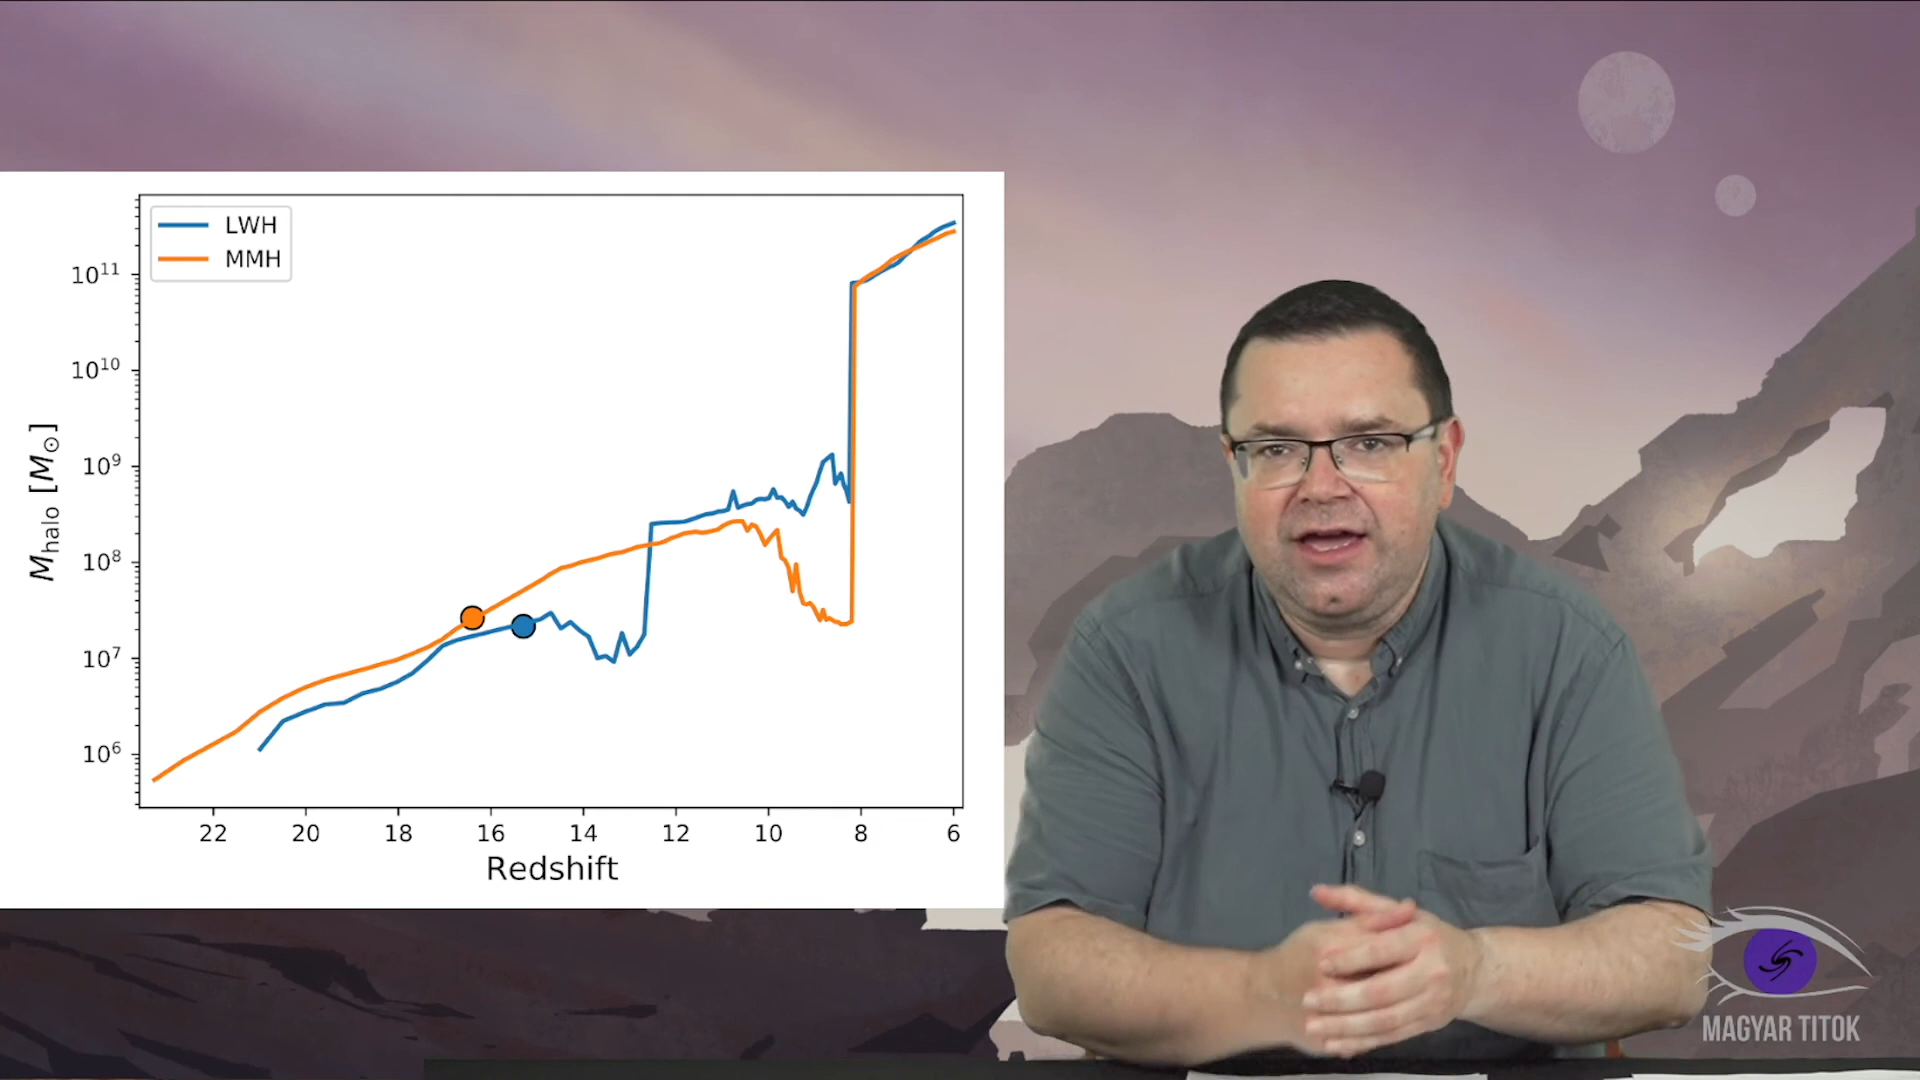 LWH
MMH
10¹¹
10¹⁰
10⁹
10⁸
10⁷
10⁶
M_halo [M_⊙]
22 20 18 16 14 12 10 8 6
Redshift
MAGYAR TITOK